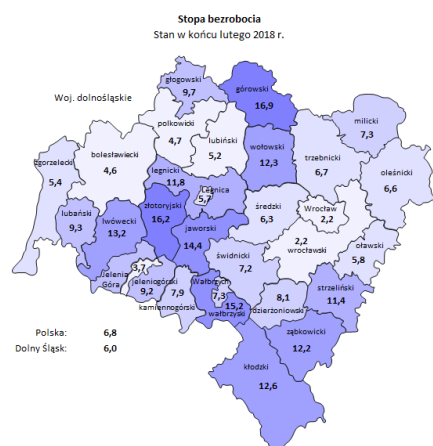 Stopa bezrobocia
Stan w końcu lutego 2018 r.
głogowski
9,7
górowski
16,9
Woj. dolnośląskie
milicki
7,3
polkowicki
4,7
lubiński
5,2
wołowski
12,3
trzebnicki
6,7
oleśnicki
6,6
zgorzelecki
5,4
bolesławiecki
4,6
legnicki
11,8
Legnica
5,7
złotoryjski
16,2
średzki
6,3
Wrocław
2,2
lubański
9,3
lwówecki
13,2
jaworski
14,4
2,2
wrocławski
oławski
5,8
świdnicki
7,2
Jelenia
Góra
3,7
jeleniogórski
9,2
7,9
kamiennogórski
Wałbrzych
7,3
15,2
wałbrzyski
8,1
dzierżoniowski
strzeliński
11,4
ząbkowicki
12,2
kłodzki
12,6
Polska: 6,8
Dolny Śląsk: 6,0